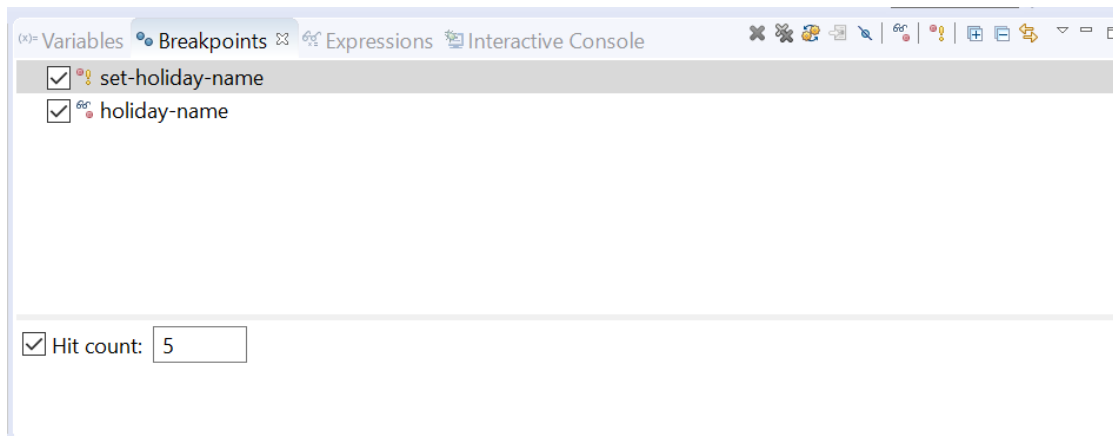 (x)= Variables Breakpoints Expressions Interactive Console
set-holiday-name
holiday-name
Hit count: 5